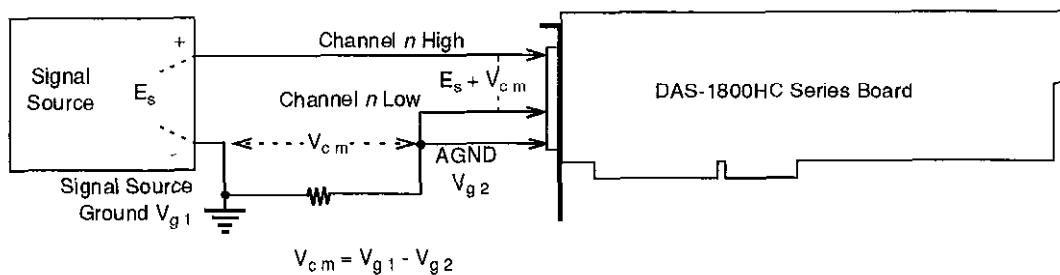 +
Channel n High
Signal
Source
E_s
E_s + V_cm
DAS-1800HC Series Board
Channel n Low
V_cm
-
AGND
V_g2
Signal Source
Ground V_g1
V_cm = V_g1 - V_g2